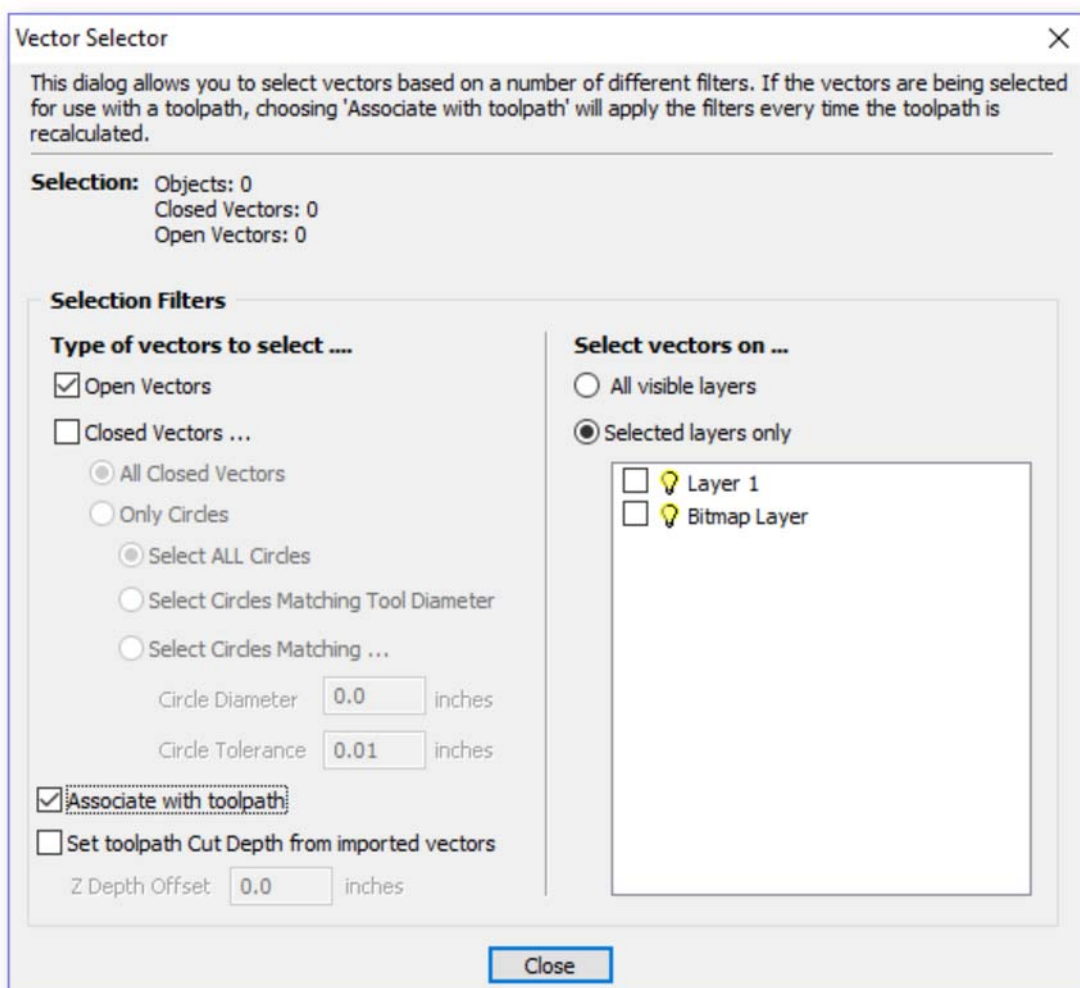 Vector Selector
This dialog allows you to select vectors based on a number of different filters. If the vectors are being selected
for use with a toolpath, choosing 'Associate with toolpath' will apply the filters every time the toolpath is
recalculated.
Selection: Objects: 0
Closed Vectors: 0
Open Vectors: 0
Selection Filters
Type of vectors to select ....
Open Vectors
Closed Vectors ...
All Closed Vectors
Only Circles
Select ALL Circles
Select Circles Matching Tool Diameter
Select Circles Matching ...
Circle Diameter 0.0 inches
Circle Tolerance 0.01 inches
Associate with toolpath
Set toolpath Cut Depth from imported vectors
Z Depth Offset 0.0 inches
Select vectors on ...
All visible layers
Selected layers only
Layer 1
Bitmap Layer
Close